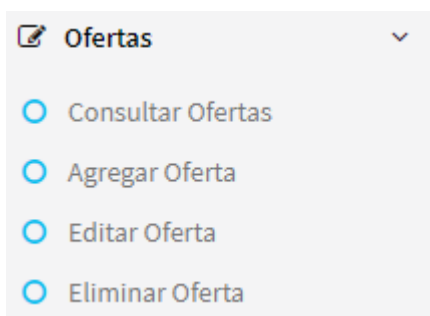 Ofertas
Consultar Ofertas
Agregar Oferta
Editar Oferta
Eliminar Oferta